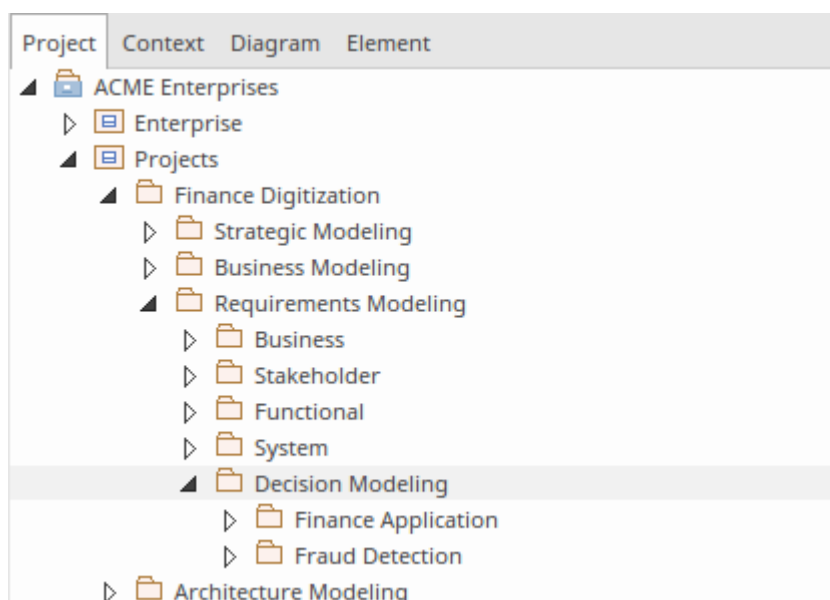 Project Context Diagram Element
ACME Enterprises
Enterprise
Projects
Finance Digitization
Strategic Modeling
Business Modeling
Requirements Modeling
Business
Stakeholder
Functional
System
Decision Modeling
Finance Application
Fraud Detection
Architecture Modeling